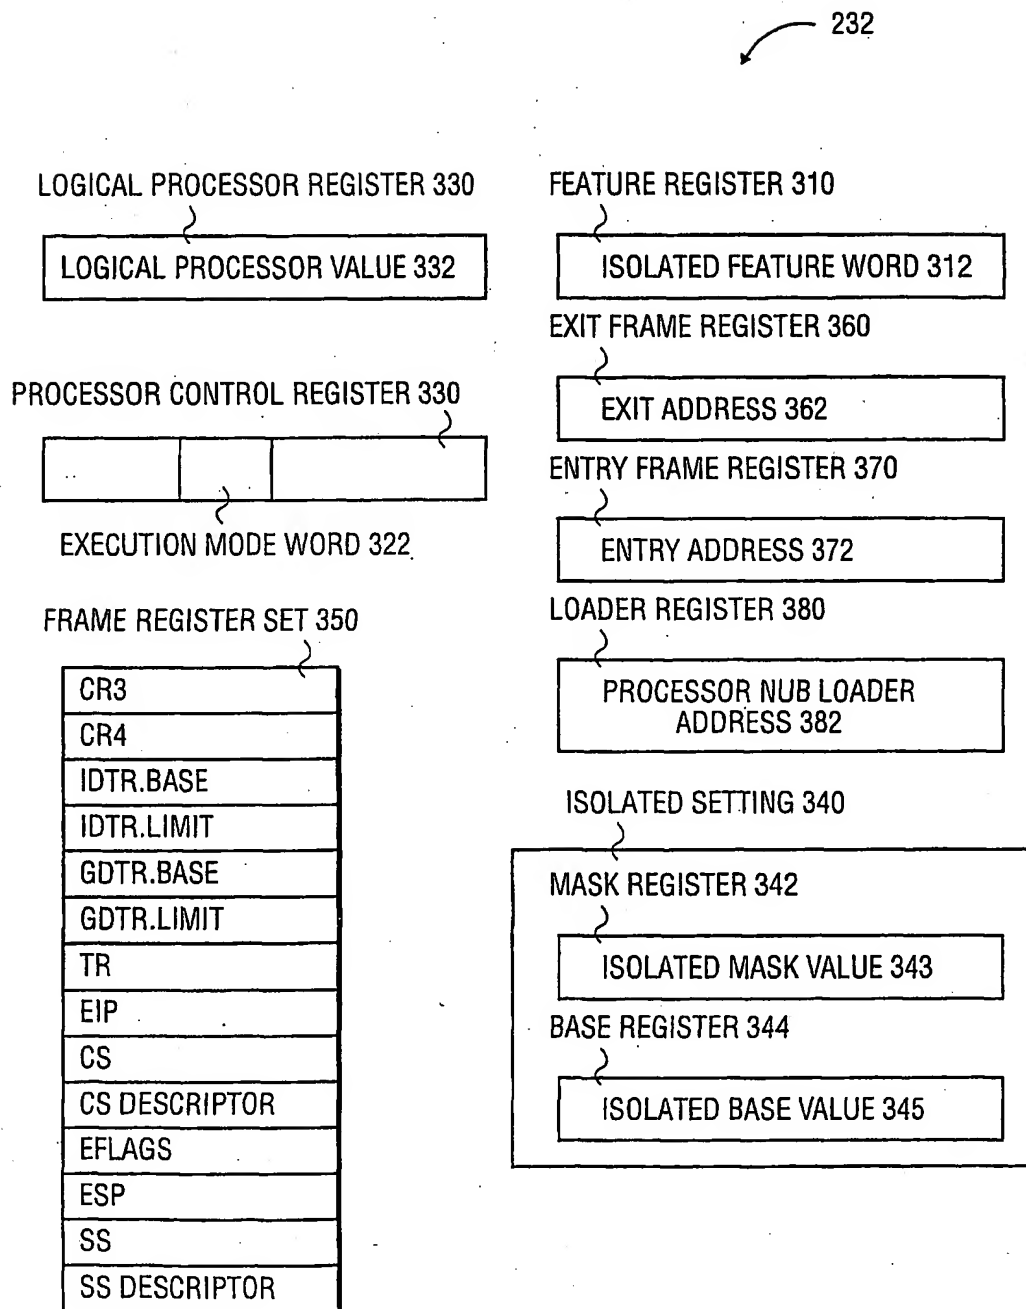 232
LOGICAL PROCESSOR REGISTER 330
LOGICAL PROCESSOR VALUE 332
PROCESSOR CONTROL REGISTER 330
EXECUTION MODE WORD 322
FRAME REGISTER SET 350
CR3
CR4
IDTR.BASE
IDTR.LIMIT
GDTR.BASE
GDTR.LIMIT
TR
EIP
CS
CS DESCRIPTOR
EFLAGS
ESP
SS
SS DESCRIPTOR
FEATURE REGISTER 310
ISOLATED FEATURE WORD 312
EXIT FRAME REGISTER 360
EXIT ADDRESS 362
ENTRY FRAME REGISTER 370
ENTRY ADDRESS 372
LOADER REGISTER 380
PROCESSOR NUB LOADER
ADDRESS 382
ISOLATED SETTING 340
MASK REGISTER 342
ISOLATED MASK VALUE 343
BASE REGISTER 344
ISOLATED BASE VALUE 345